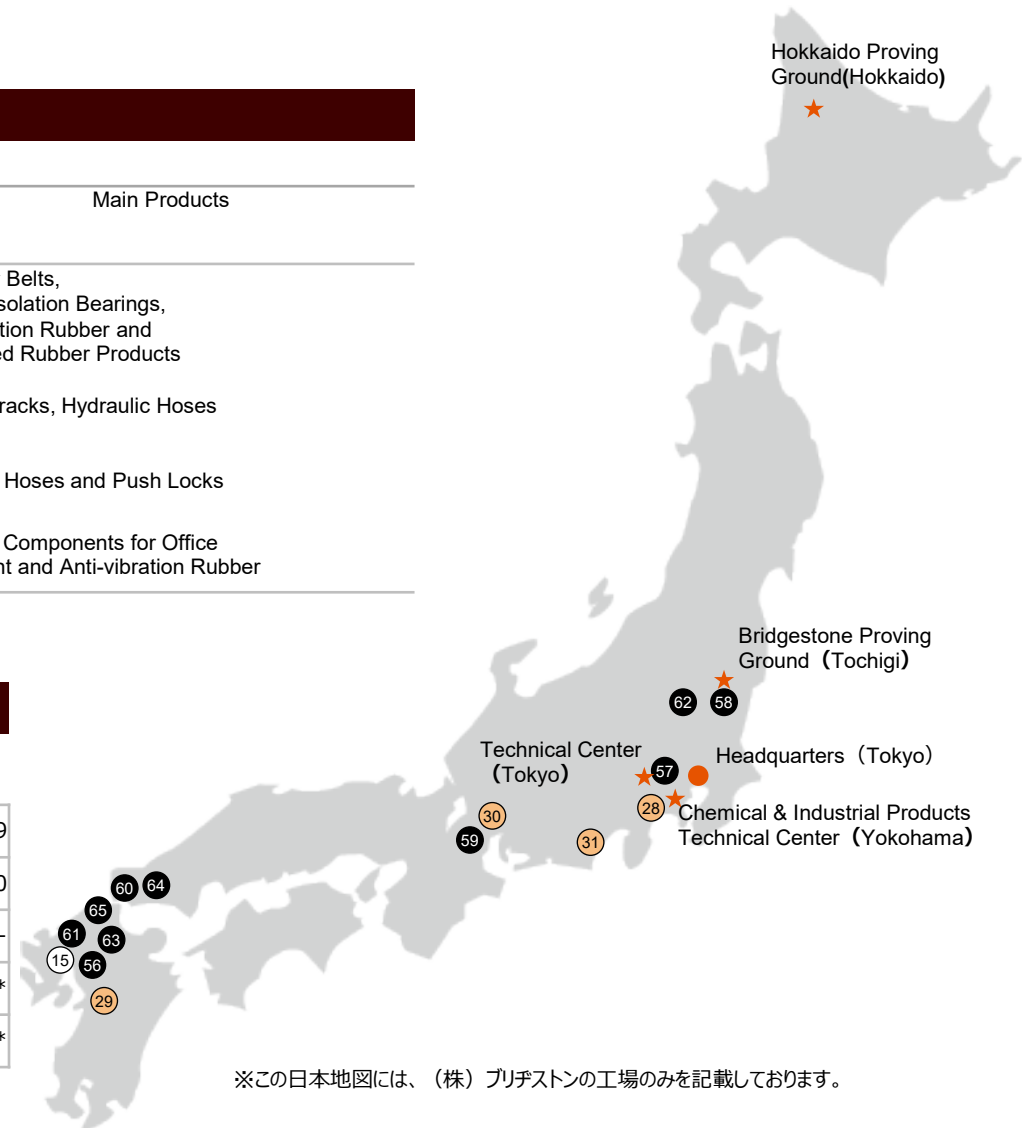 Hokkaido Proving
Ground(Hokkaido)
Main Products
Belts,
solation Bearings,
tion Rubber and
ed Rubber Products
racks, Hydraulic Hoses
Hoses and Push Locks
Components for Office
nt and Anti-vibration Rubber
Bridgestone Proving
Ground（Tochigi）
62
58
Technical Center
（Tokyo）
57
Headquarters（Tokyo）
28
Chemical & Industrial Products
Technical Center（Yokohama）
30
59
31
60
64
65
61
63
15
56
29
9
0
-
*
*
※この日本地図には、（株）ブリヂストンの工場のみを記載しております。